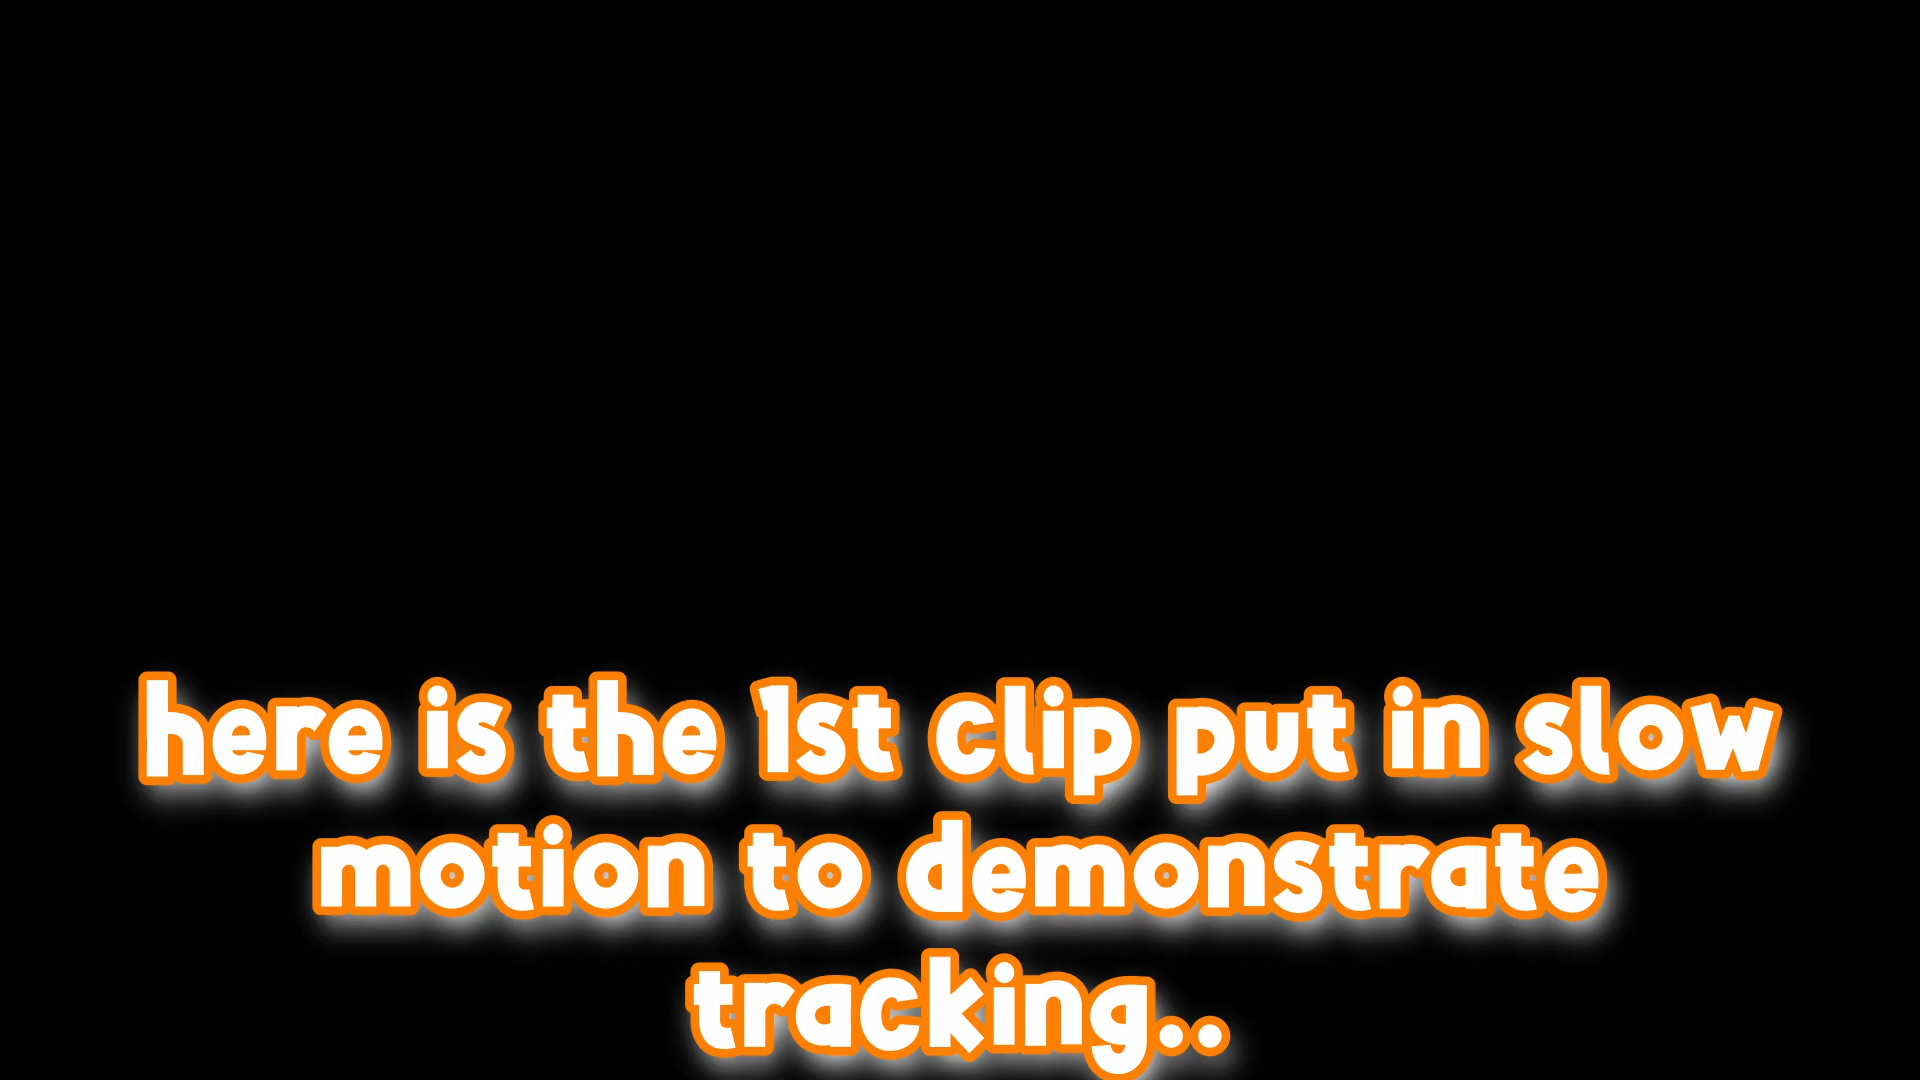 here is the 1st clip put in slow
motion to demonstrate
tracking..